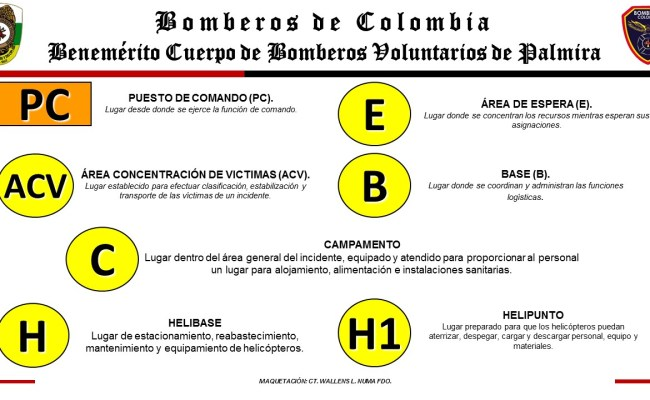 Bomberos de Colombia
Benemérito Cuerpo de Bomberos Voluntarios de Palmira
BOMBEROS
PC
PUESTO DE COMANDO (PC).
Lugar desde donde se ejerce la función de comando.
E
ÁREA DE ESPERA (E).
Lugar donde se concentran los recursos mientras esperan sus
asignaciones.
ACV
ÁREA CONCENTRACIÓN DE VICTIMAS (ACV).
Lugar establecido para efectuar clasificación, estabilización y
transporte de las víctimas de un incidente.
B
BASE (B).
Lugar donde se coordinan y administran las funciones
logísticas.
C
CAMPAMENTO
Lugar dentro del área general del incidente, equipado y atendido para proporcionar al personal
un lugar para alojamiento, alimentación e instalaciones sanitarias.
H
HELIBASE
Lugar de estacionamiento, reabastecimiento,
mantenimiento y equipamiento de helicópteros.
H1
HELIPUNTO
Lugar preparado para que los helicópteros puedan
aterrizar, despegar, cargar y descargar personal, equipo y
materiales.
MAQUETACIÓN: CT. WALLENS L. NUMA FDO.